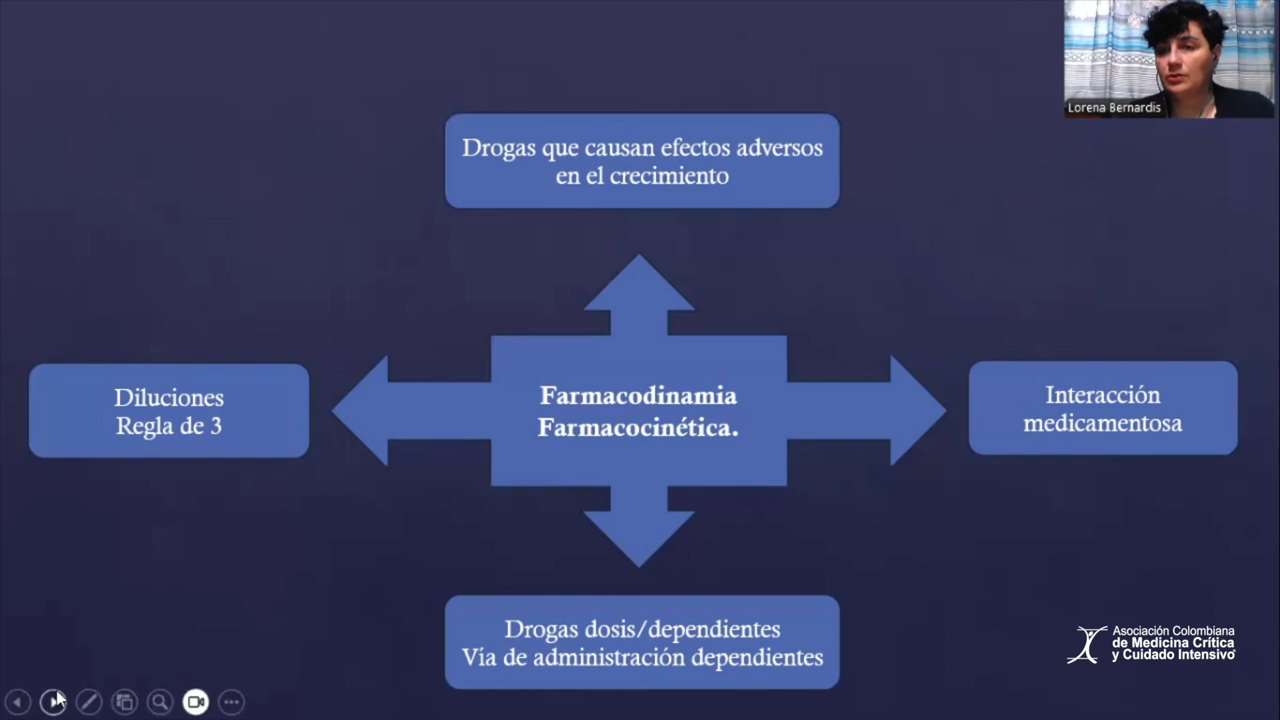 Lorena Bernardis
Drogas que causan efectos adversos
en el crecimiento
Diluciones
Regla de 3
Farmacodinamia
Farmacocinética.
Interacción
medicamentosa
Drogas dosis/dependientes
Vía de administración dependientes
Asociación Colombiana
de Medicina Crítica
y Cuidado Intensivo